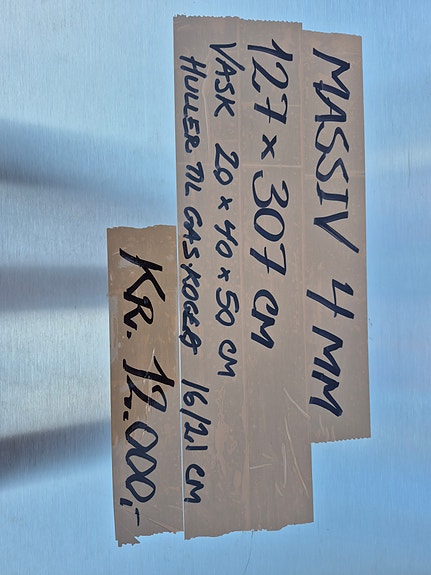 MASSIV 4 MM
127 x 307 CM
VASK 20 x 40 x 50 CM
HULLER TIL GASKOGER 16/21 CM
KR. 12.000,-